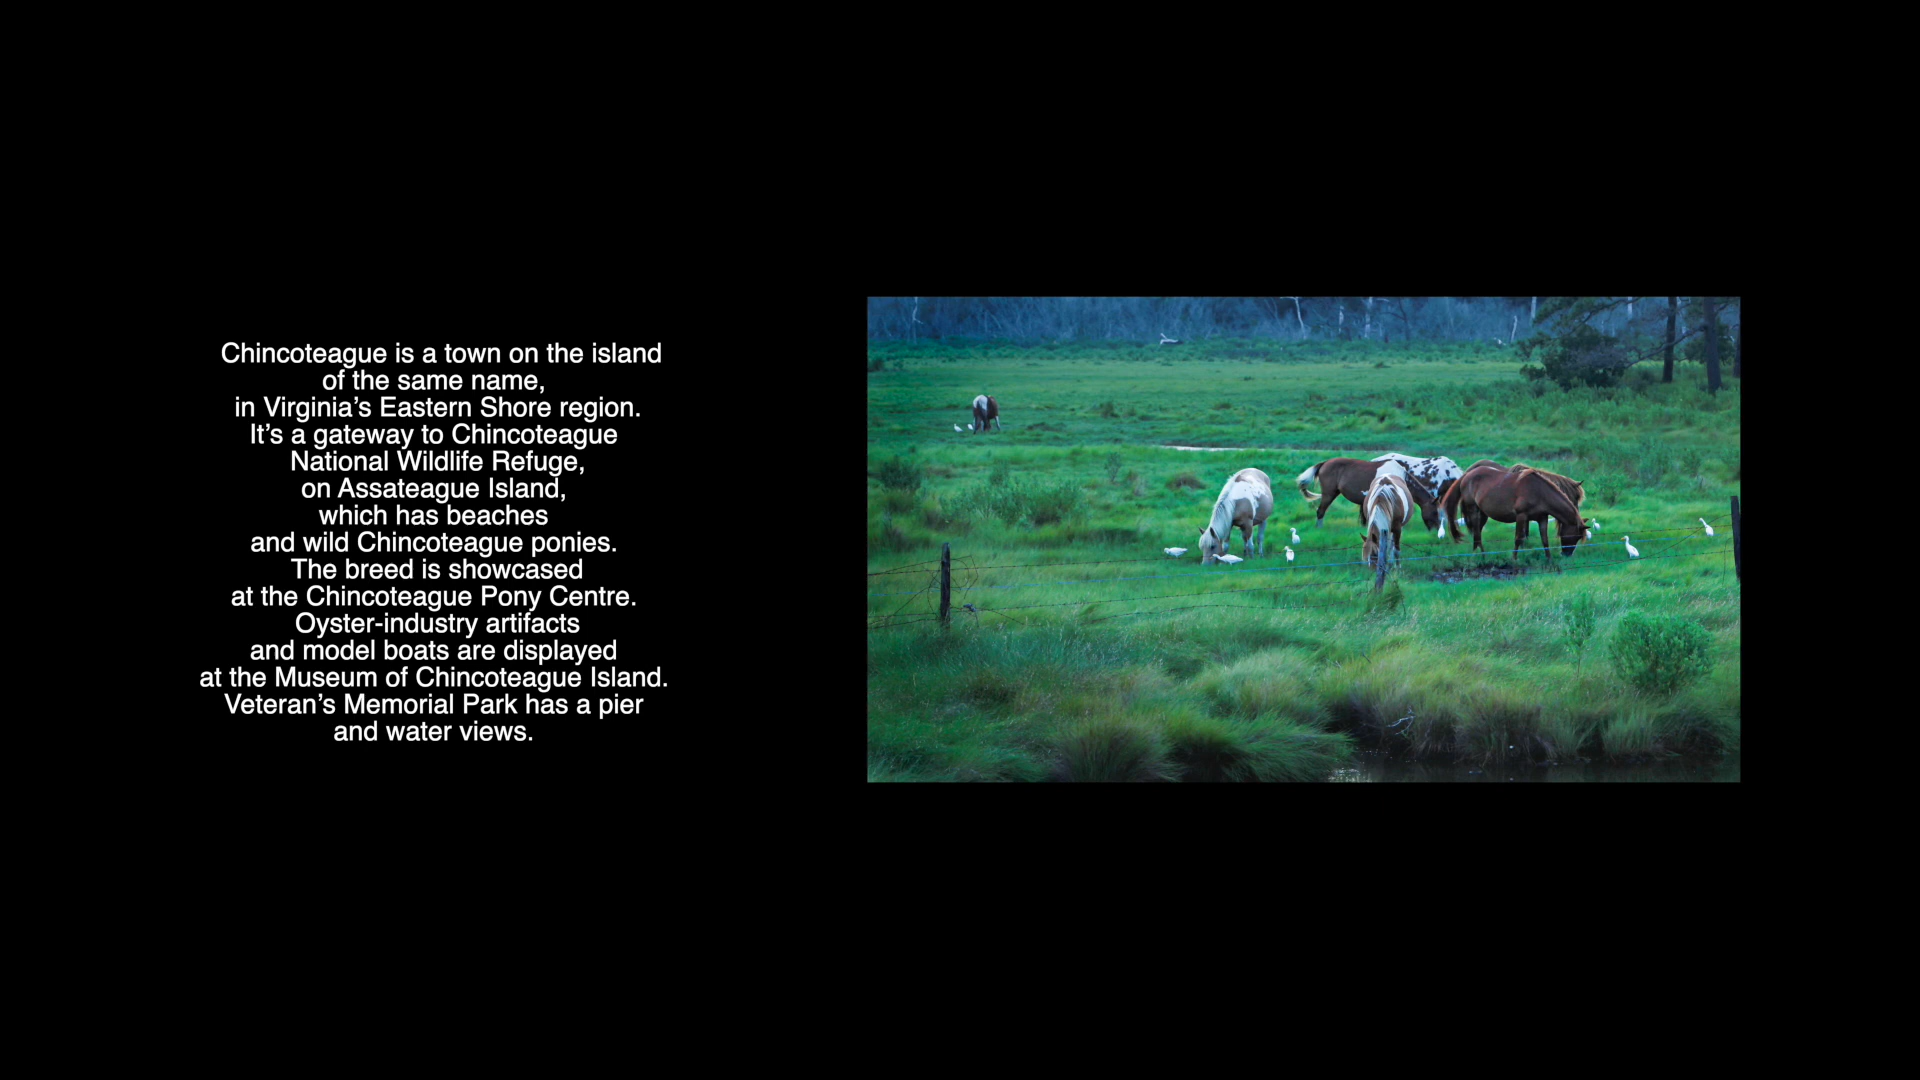 Chincoteague is a town on the island
of the same name,
in Virginia’s Eastern Shore region.
It’s a gateway to Chincoteague
National Wildlife Refuge,
on Assateague Island,
which has beaches
and wild Chincoteague ponies.
The breed is showcased
at the Chincoteague Pony Centre.
Oyster-industry artifacts
and model boats are displayed
at the Museum of Chincoteague Island.
Veteran’s Memorial Park has a pier
and water views.